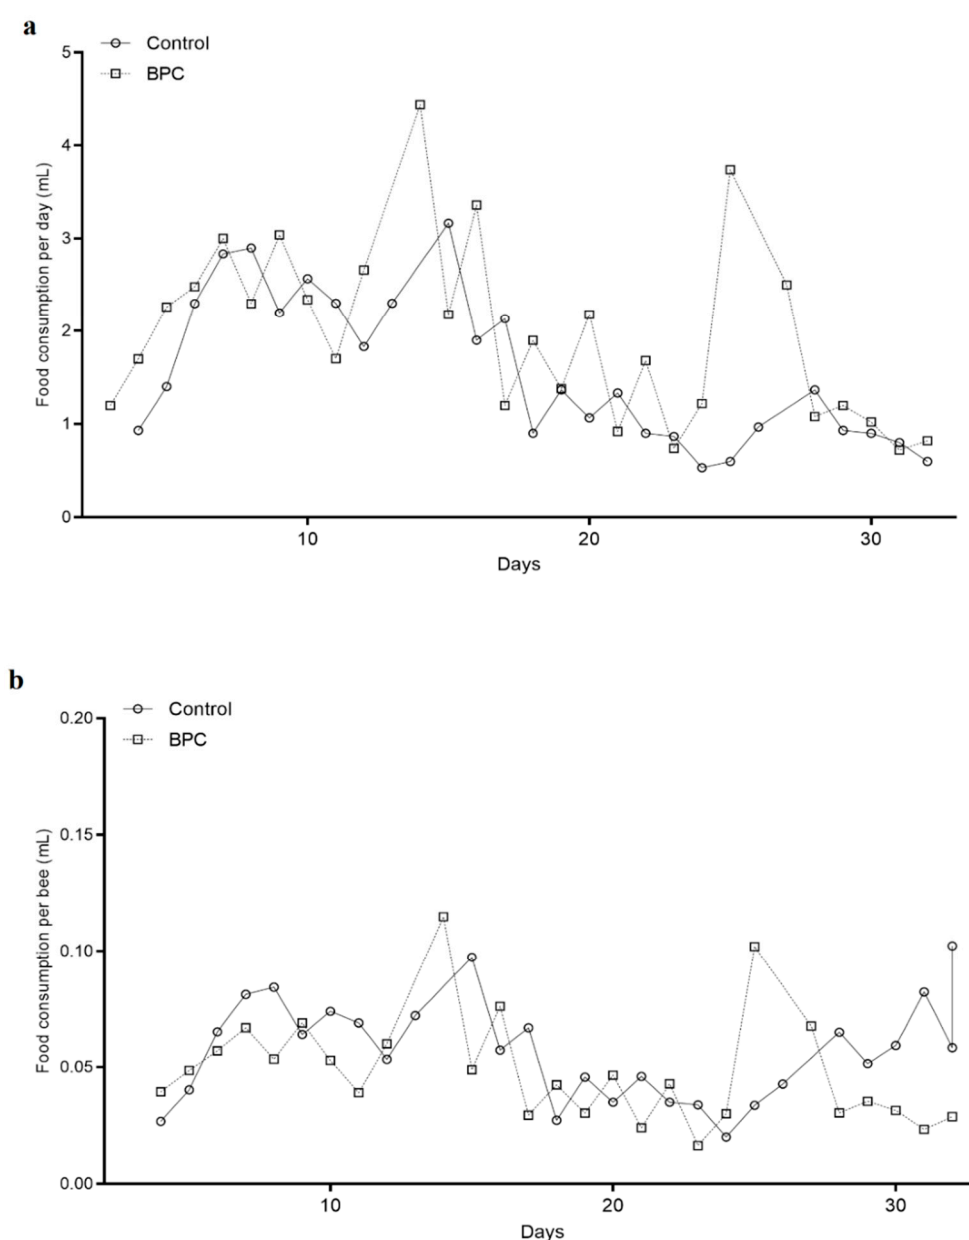 a
Control
BPC
5
4
3
2
1
0
Food consumption per day (mL)
10 20 30
Days
b
Control
BPC
0.20
0.15
0.10
0.05
0.00
Food consumption per bee (mL)
10 20 30
Days